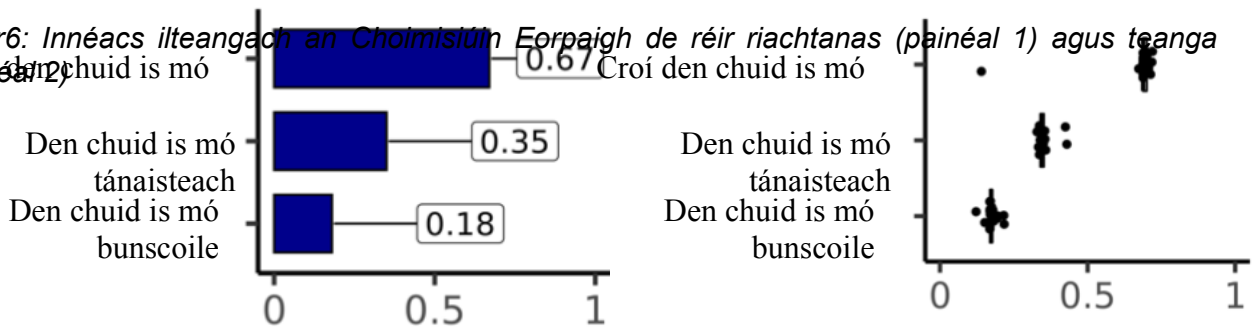 r6: Innéacs ilteangach an Choimisiúin Eorpaigh de réir riachtanas (painéal 1) agus teanga
den chuid is mó
0.67
Croí den chuid is mó
Den chuid is mó
tánaisteach
0.35
Den chuid is mó
tánaisteach
Den chuid is mó
bunscoile
0.18
Den chuid is mó
bunscoile
0 0.5 1
0 0.5 1